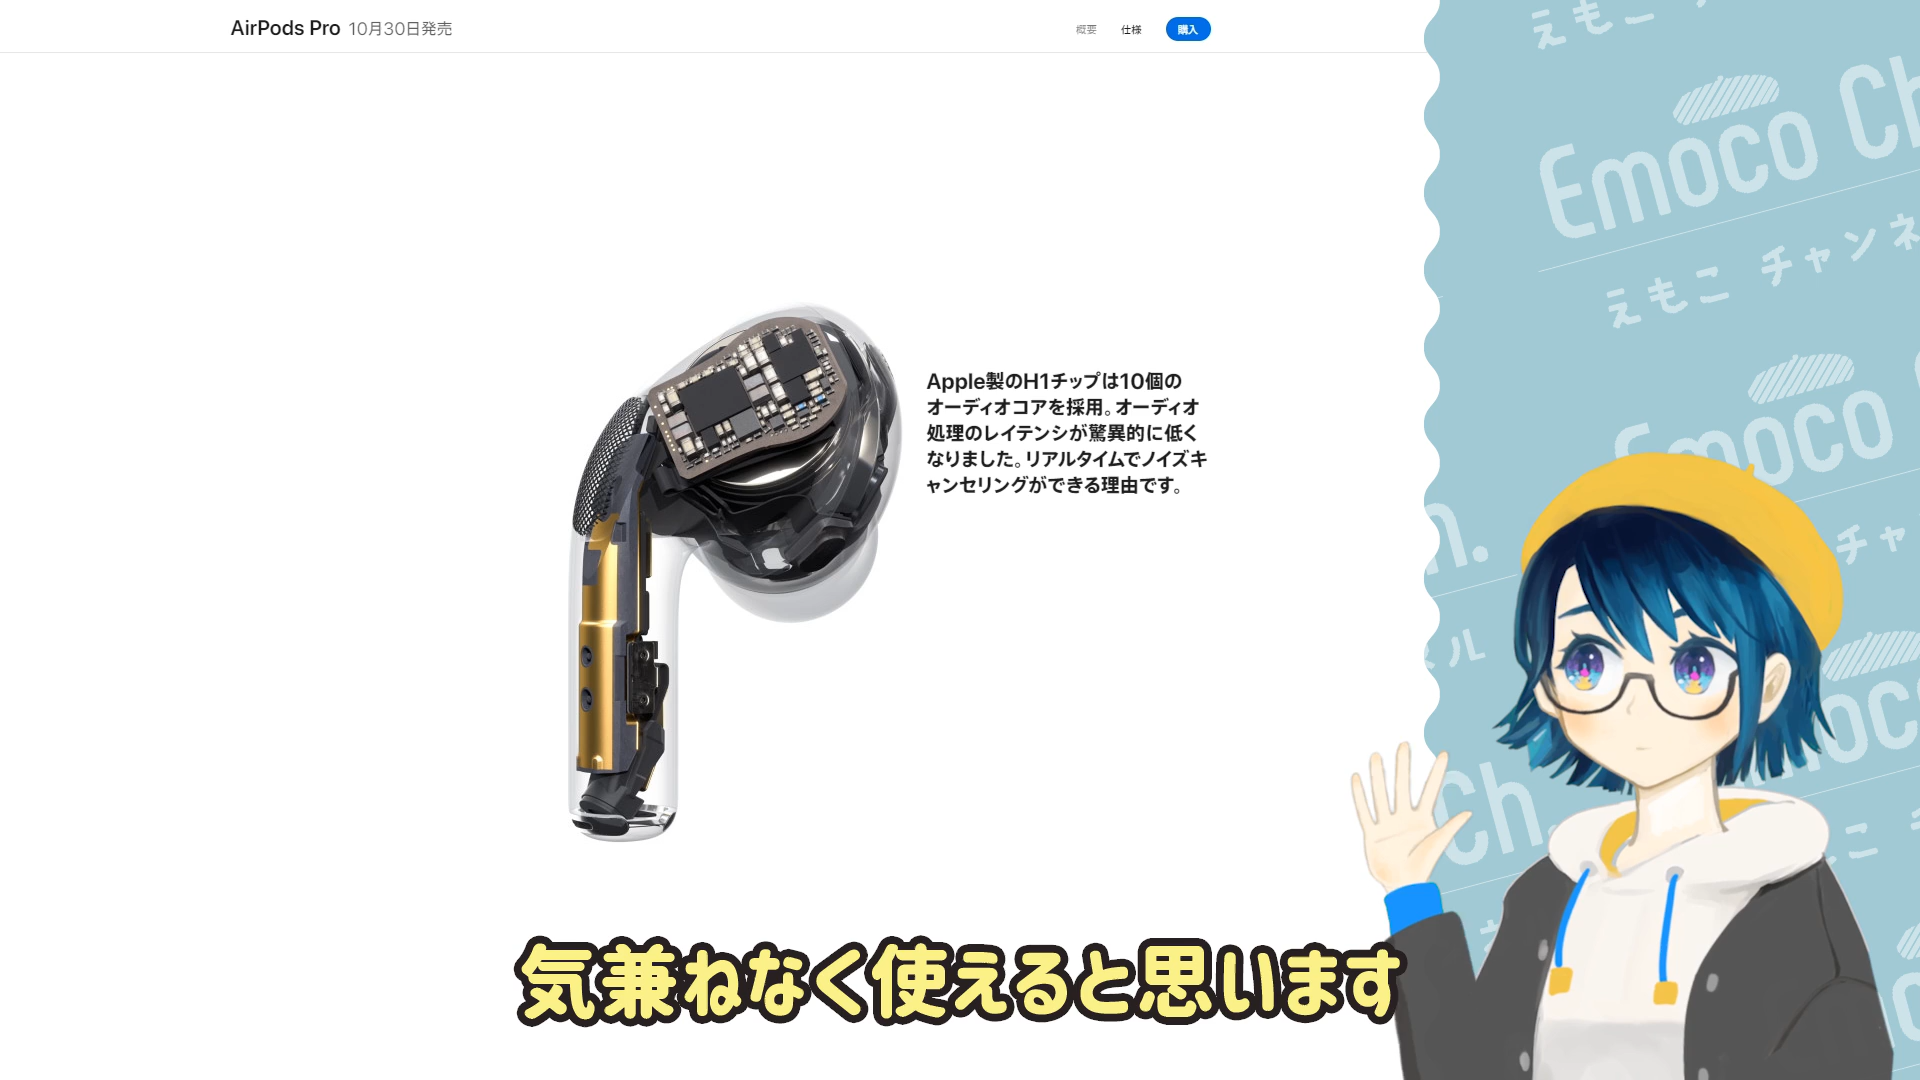 AirPods Pro 10月30日発売
概要 仕様 購入
Apple製のH1チップは10個の
オーディオコアを採用。オーディオ
処理のレイテンシが驚異的に低く
なりました。リアルタイムでノイズキ
ャンセリングができる理由です。
えもこ
Emoco Ch
えもこ チャンネ
Emoco
n.
チャ
ネル
moco
Ch.
気兼ねなく使えると思います